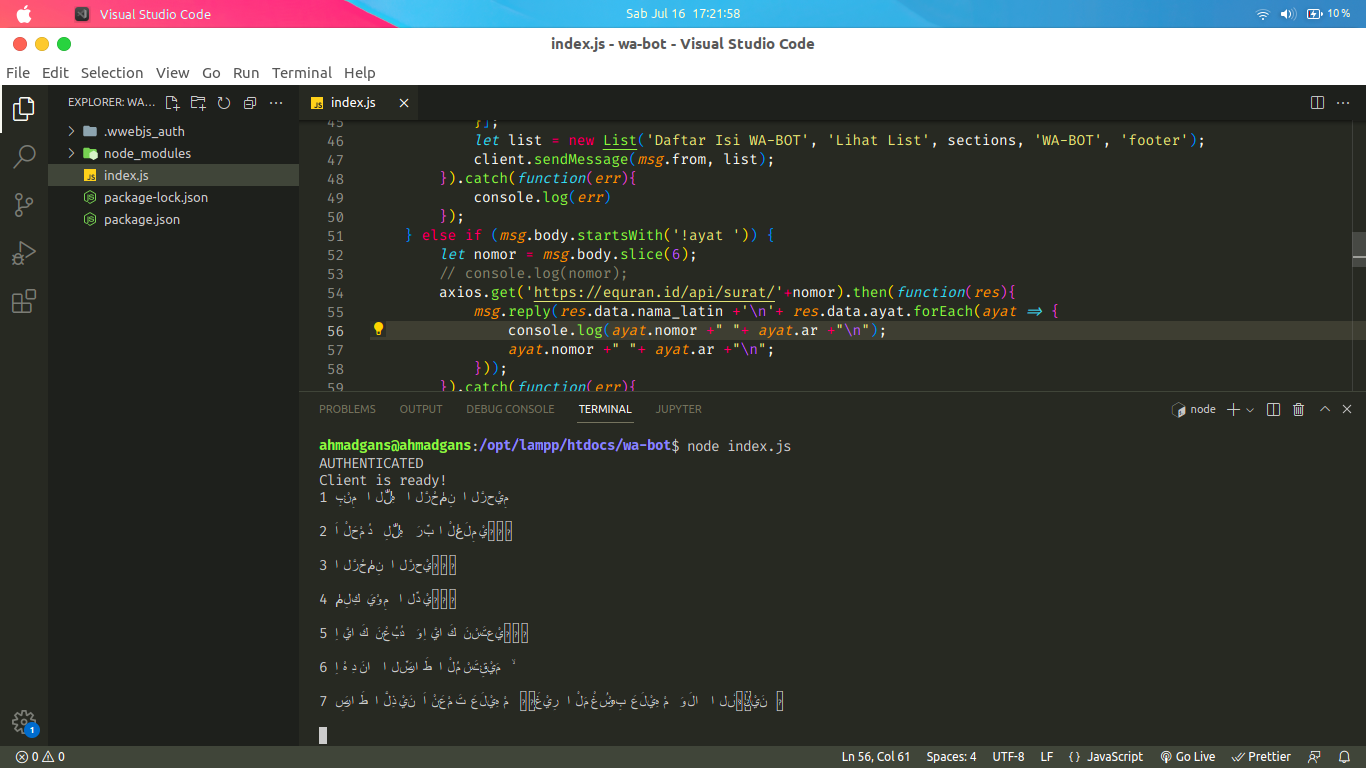 Visual Studio Code
Sab Jul 16 17:21:58
10%
index.js - wa-bot - Visual Studio Code
File Edit Selection View Go Run Terminal Help
EXPLORER: WA...
index.js
.wwebjs_auth
node_modules
index.js
package-lock.json
package.json
45 }];
46 let list = new List('Daftar Isi WA-BOT', 'Lihat List', sections, 'WA-BOT', 'footer');
47 client.sendMessage(msg.from, list);
48 }).catch(function(err){
49 console.log(err)
50 });
51 } else if (msg.body.startsWith('!ayat ')) {
52 let nomor = msg.body.slice(6);
53 // console.log(nomor);
54 axios.get('https://equran.id/api/surat/'+nomor).then(function(res){
55 msg.reply(res.data.nama_latin +'\n'+ res.data.ayat.forEach(ayat => {
56 console.log(ayat.nomor +" "+ ayat.ar +"\n");
57 ayat.nomor +" "+ ayat.ar +"\n";
58 }));
59 }).catch(function(err){
PROBLEMS OUTPUT DEBUG CONSOLE TERMINAL JUPYTER
node
ahmadgans@ahmadgans:/opt/lampp/htdocs/wa-bot$ node index.js
AUTHENTICATED
Client is ready!
1
2
3
4
5
6
7
1
0 0
Ln 56, Col 61 Spaces: 4 UTF-8 LF {} JavaScript Go Live Prettier